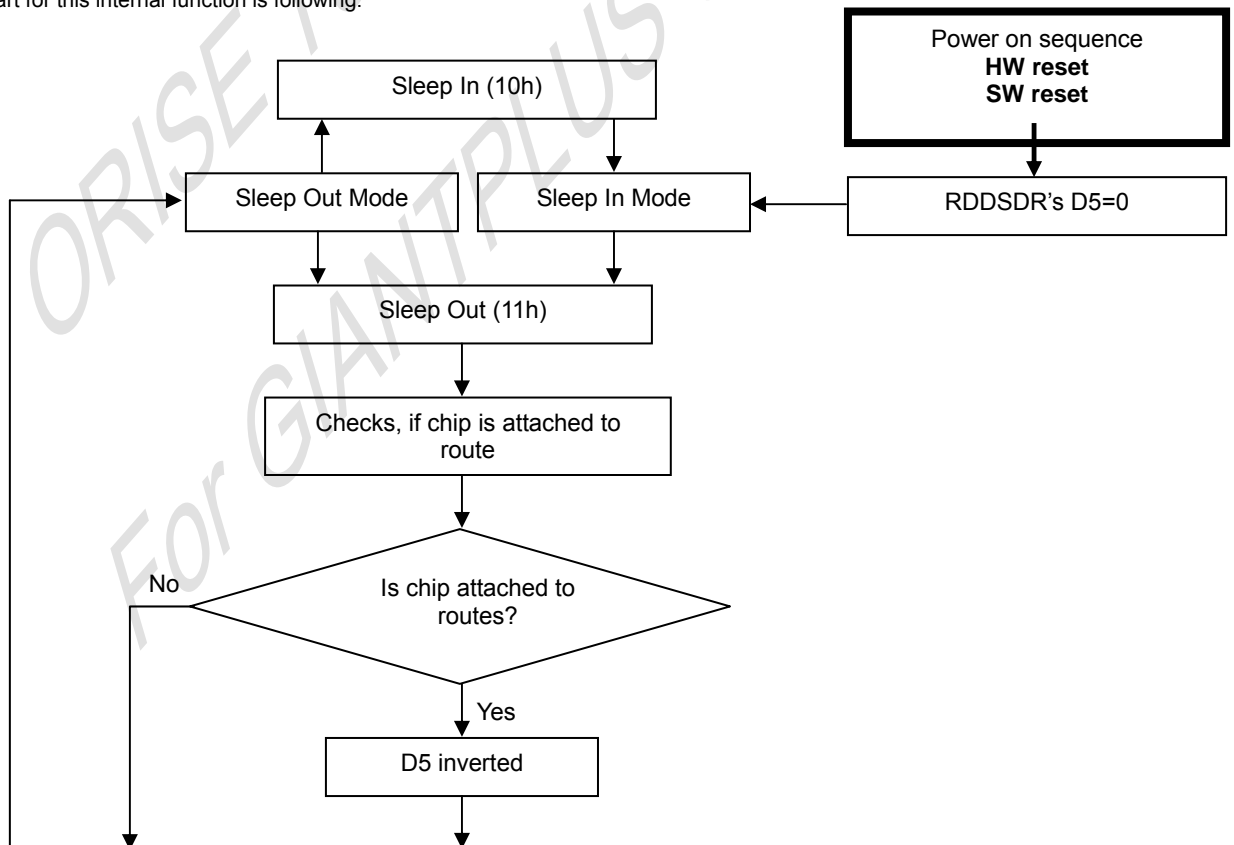 art for this internal function is following:
Power on sequence
HW reset
SW reset
Sleep In (10h)
Sleep Out Mode
Sleep In Mode
RDDSDR's D5=0
Sleep Out (11h)
Checks, if chip is attached to
route
Is chip attached to
routes?
No
Yes
D5 inverted
ORISE
For GIANTPLUS